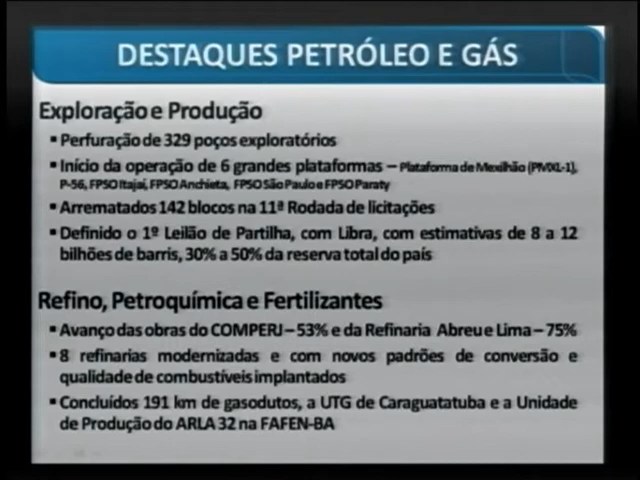 DESTAQUES PETRÓLEO E GÁS
Exploração e Produção
▪ Perfuração de 329 poços exploratórios
▪ Início da operação de 6 grandes plataformas – Plataforma de Mexilhão (PMXL-1),
P-56, FPSO Itajaí, FPSO Anchieta, FPSO São Paulo e FPSO Paraty
▪ Arrematados 142 blocos na 11ª Rodada de licitações
▪ Definido o 1º Leilão de Partilha, com Libra, com estimativas de 8 a 12
bilhões de barris, 30% a 50% da reserva total do país
Refino, Petroquímica e Fertilizantes
▪ Avanço das obras do COMPERJ – 53% e da Refinaria Abreu e Lima – 75%
▪ 8 refinarias modernizadas e com novos padrões de conversão e
qualidade de combustíveis implantados
▪ Concluídos 191 km de gasodutos, a UTG de Caraguatatuba e a Unidade
de Produção do ARLA 32 na FAFEN-BA